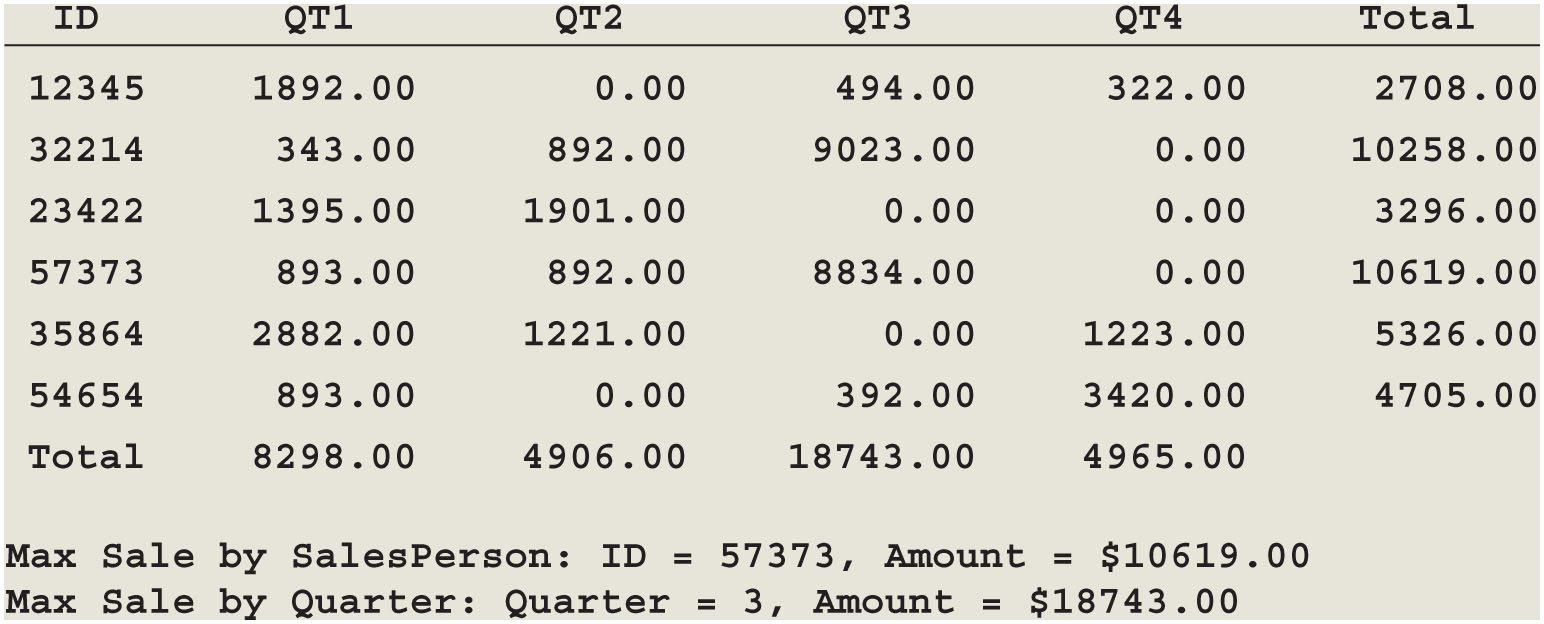 ID QT1 QT2 QT3 QT4 Total
12345 1892.00 0.00 494.00 322.00 2708.00
32214 343.00 892.00 9023.00 0.00 10258.00
23422 1395.00 1901.00 0.00 0.00 3296.00
57373 893.00 892.00 8834.00 0.00 10619.00
35864 2882.00 1221.00 0.00 1223.00 5326.00
54654 893.00 0.00 392.00 3420.00 4705.00
Total 8298.00 4906.00 18743.00 4965.00
Max Sale by SalesPerson: ID = 57373, Amount = $10619.00
Max Sale by Quarter: Quarter = 3, Amount = $18743.00